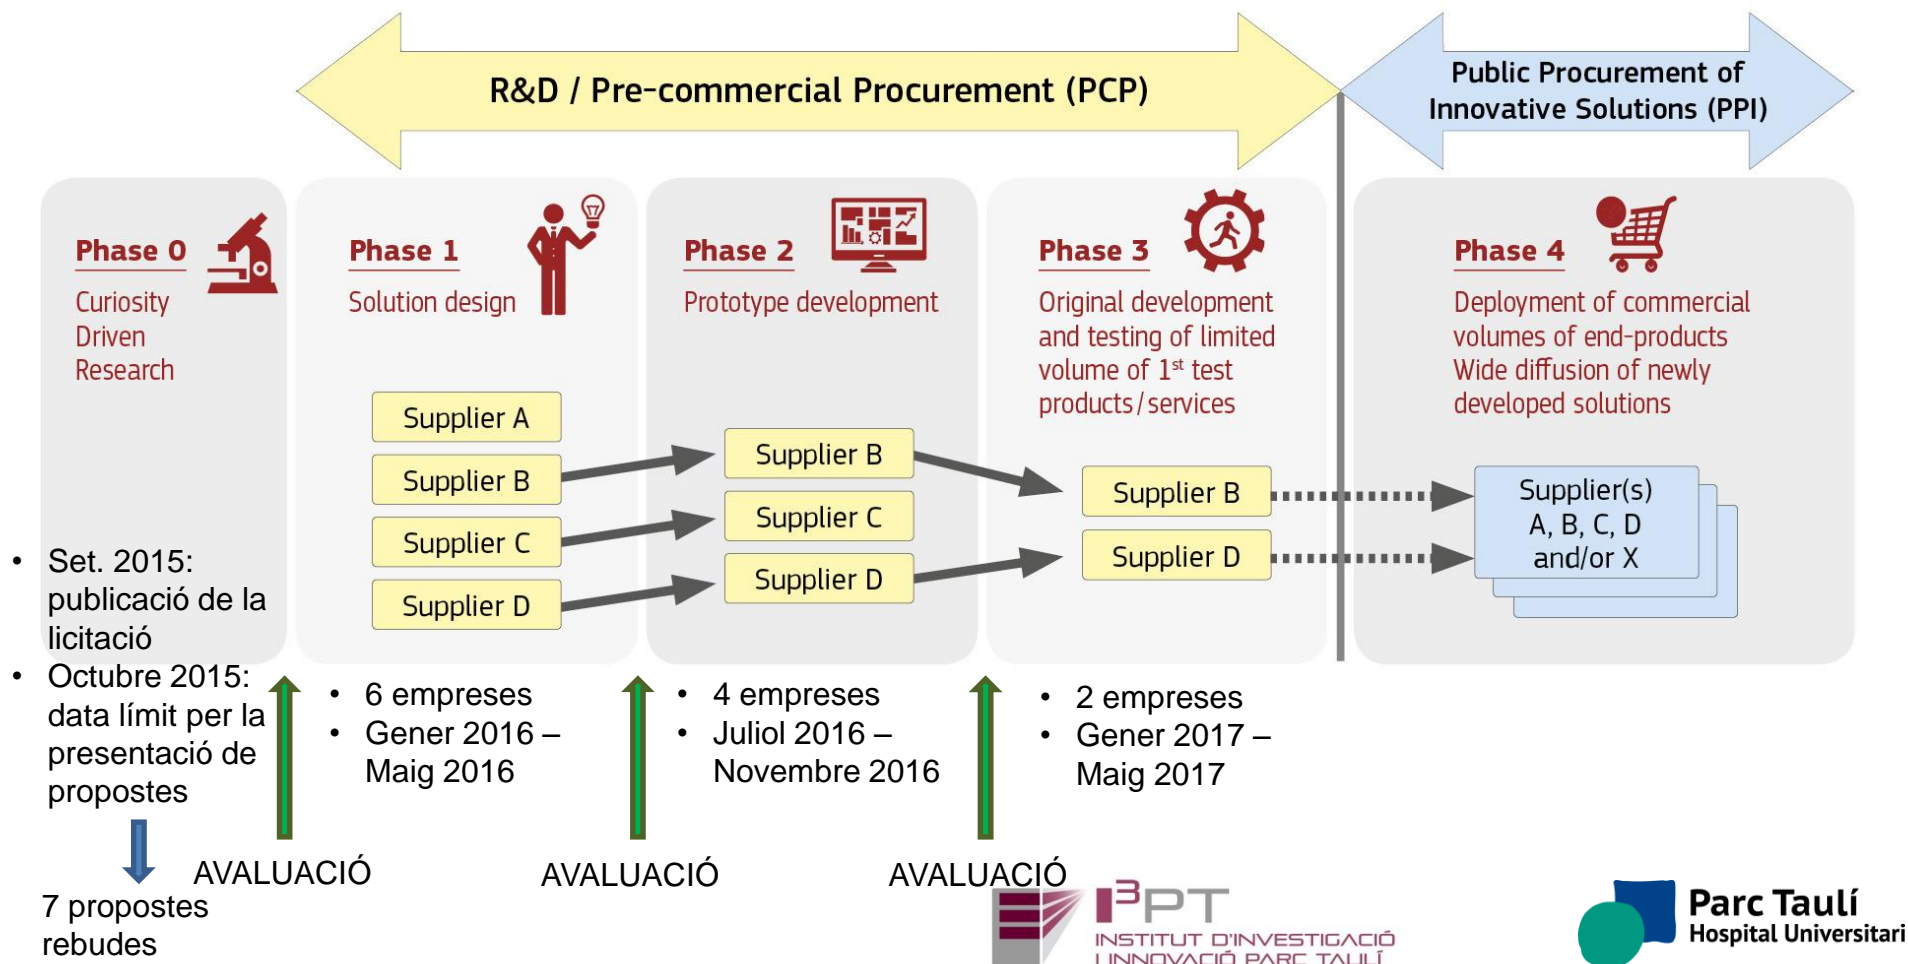 R&D / Pre-commercial Procurement (PCP)
Public Procurement of
Innovative Solutions (PPI)
Phase 0
Curiosity
Driven
Research
Phase 1
Solution design
Supplier A
Supplier B
Supplier C
Supplier D
Phase 2
Prototype development
Supplier B
Supplier C
Supplier D
Phase 3
Original development
and testing of limited
volume of 1st test
products/services
Supplier B
Supplier D
Phase 4
Deployment of commercial
volumes of end-products
Wide diffusion of newly
developed solutions
Supplier(s)
A, B, C, D
and/or X
• Set. 2015:
publicació de la
licitació
• Octubre 2015:
data límit per la
presentació de
propostes
7 propostes
rebudes
AVALUACIÓ
• 6 empreses
• Gener 2016 –
Maig 2016
AVALUACIÓ
• 4 empreses
• Juliol 2016 –
Novembre 2016
AVALUACIÓ
• 2 empreses
• Gener 2017 –
Maig 2017
I3PT
INSTITUT D'INVESTIGACIÓ
I INNOVACIÓ PARC TAULÍ
Parc Taulí
Hospital Universitari